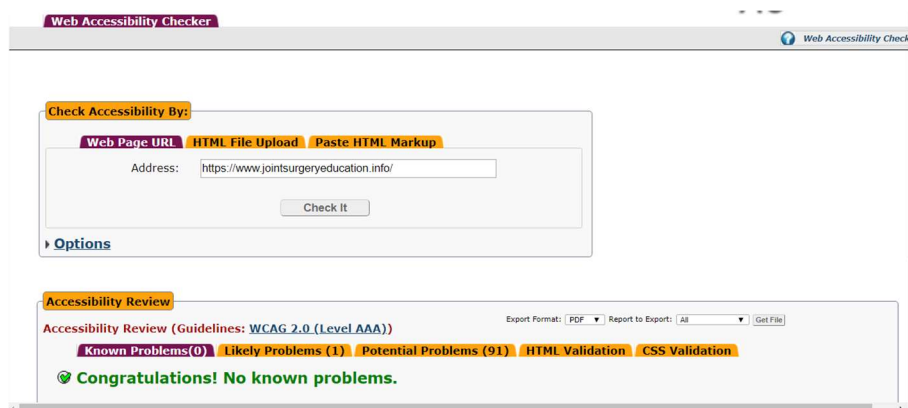 Web Accessibility Checker
Web Accessibility Check
Check Accessibility By:
Web Page URL HTML File Upload Paste HTML Markup
Address: https://www.jointsurgeryeducation.info/
Check It
Options
Accessibility Review
Export Format: PDF Report to Export: All Get File
Accessibility Review (Guidelines: WCAG 2.0 (Level AAA))
Known Problems(0) Likely Problems (1) Potential Problems (91) HTML Validation CSS Validation
Congratulations! No known problems.